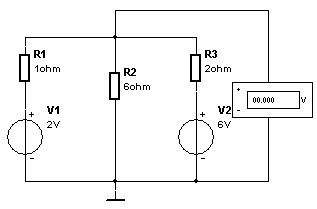 R1
1ohm
R2
6ohm
R3
2ohm
V1
2V
V2
6V
+
-
+
-
+
-
00.000
V